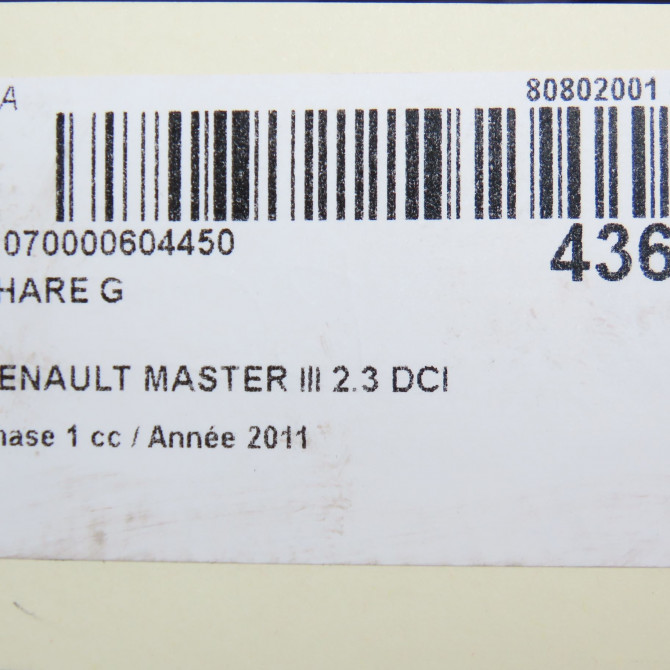 A 80802001
070000604450 436
HARE G
ENAULT MASTER III 2.3 DCI
hase 1 cc / Année 2011